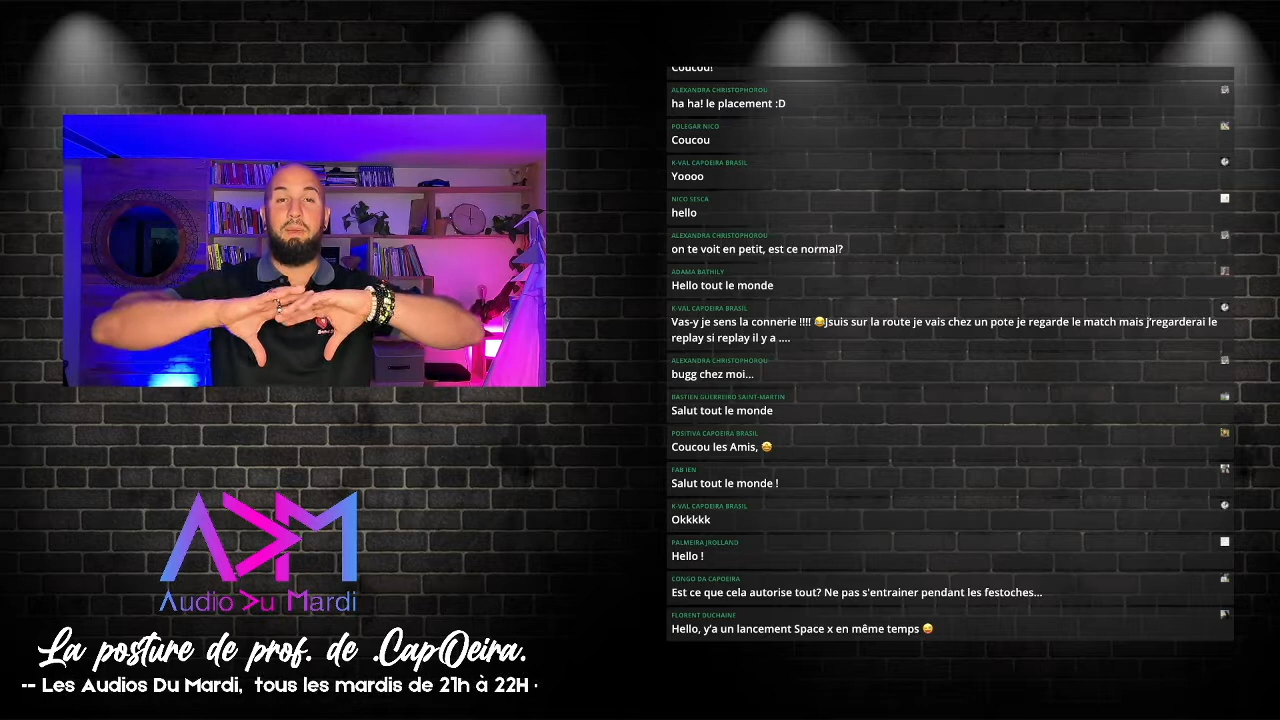 Coucou!
ALEXANDRA CHRISTOPHOROU
ha ha! le placement :D
POLEGAR NICO
Coucou
K-VAL CAPOEIRA BRASIL
Yoooo
NICO SESCA
hello
ALEXANDRA CHRISTOPHOROU
on te voit en petit, est ce normal?
ADAMA BATHILY
Hello tout le monde
K-VAL CAPOEIRA BRASIL
Vas-y je sens la connerie !!!! 😂Jsuis sur la route je vais chez un pote je regarde le match mais j'regarderai le
replay si replay il y a ....
ALEXANDRA CHRISTOPHOROU
bugg chez moi...
BASTIEN GUERREIRO SAINT-MARTIN
Salut tout le monde
POSITIVA CAPOEIRA BRASIL
Coucou les Amis, 🤩
FAB IEN
Salut tout le monde !
K-VAL CAPOEIRA BRASIL
Okkkkk
PALMEIRA JROLLAND
Hello !
CONGO DA CAPOEIRA
Est ce que cela autorise tout? Ne pas s'entrainer pendant les festoches...
FLORENT DUCHAINE
Hello, y'a un lancement Space x en même temps 😅
ADM
Audio Du Mardi
La posture de prof. de .CapOeira.
-- Les Audios Du Mardi, tous les mardis de 21h à 22H ·